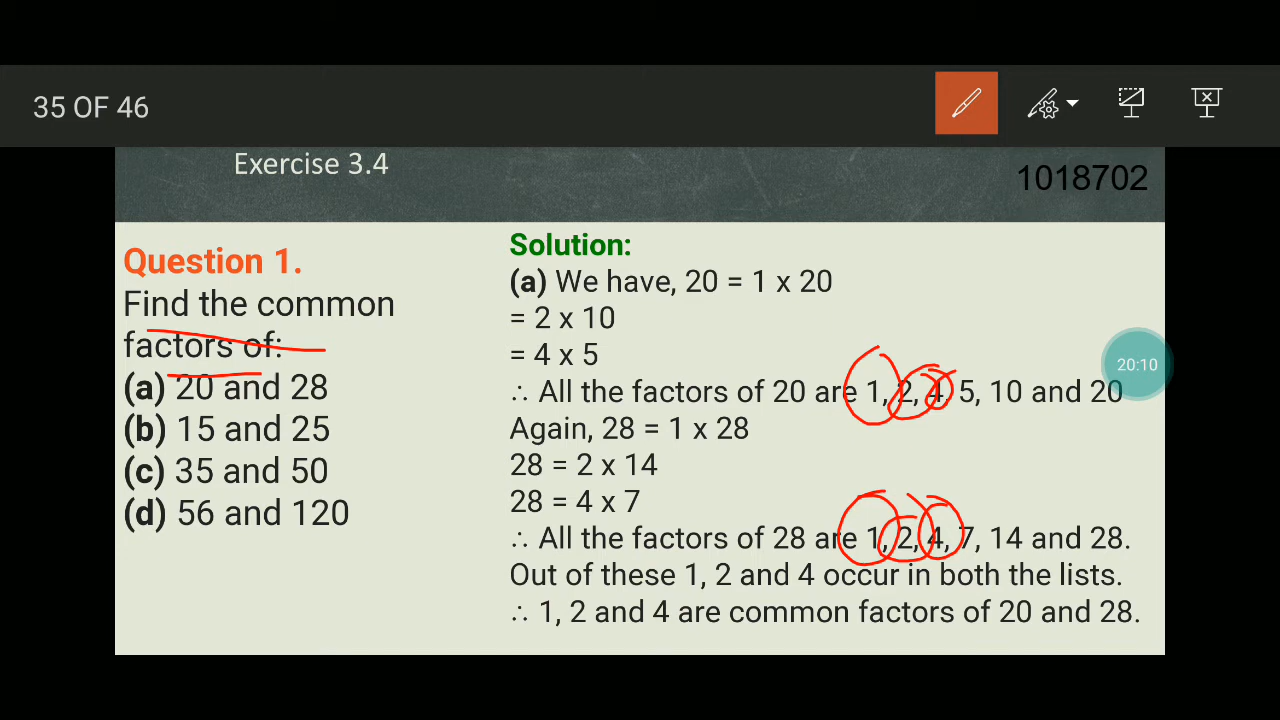 35 OF 46
Exercise 3.4
1018702
Question 1.
Find the common
factors of:
(a) 20 and 28
(b) 15 and 25
(c) 35 and 50
(d) 56 and 120
Solution:
(a) We have, 20 = 1 x 20
= 2 x 10
= 4 x 5
∴ All the factors of 20 are 1, 2, 4, 5, 10 and 20
Again, 28 = 1 x 28
28 = 2 x 14
28 = 4 x 7
∴ All the factors of 28 are 1, 2, 4, 7, 14 and 28.
Out of these 1, 2 and 4 occur in both the lists.
∴ 1, 2 and 4 are common factors of 20 and 28.
20:10